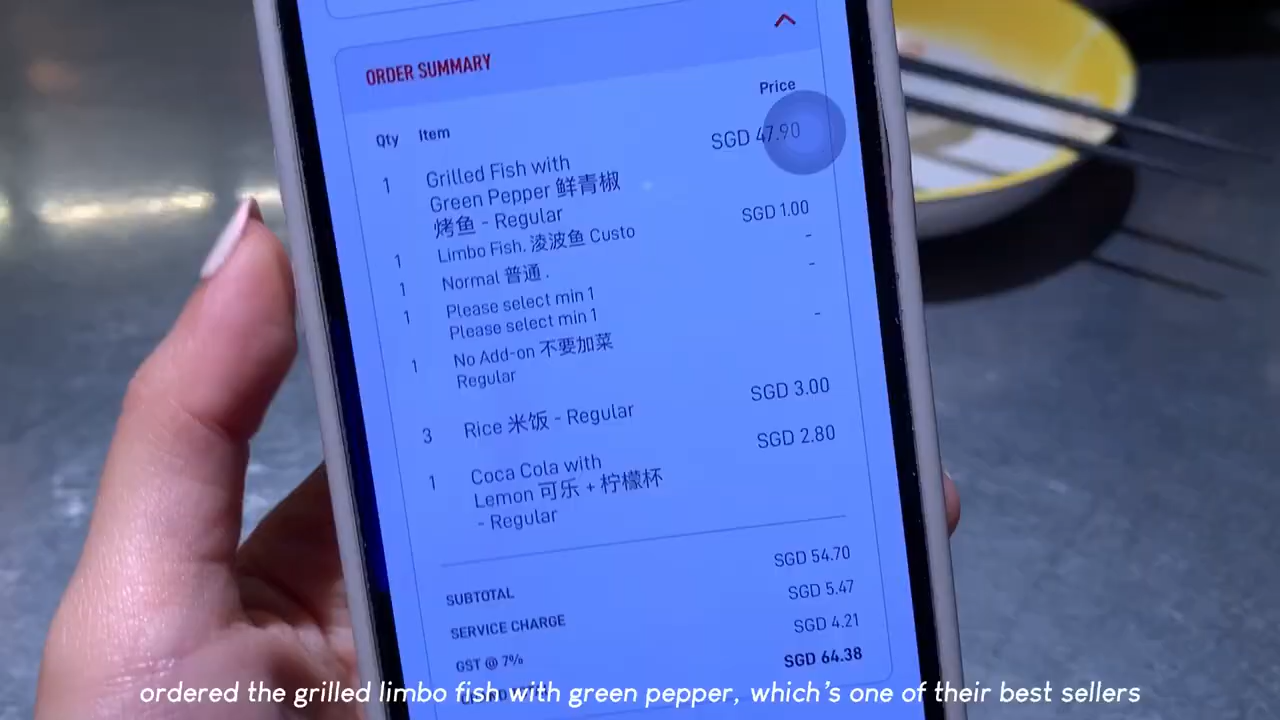 ORDER SUMMARY
Price
Qty Item
SGD 47.90
1 Grilled Fish with
Green Pepper 鲜青椒
烤鱼 - Regular
SGD 1.00
1 Limbo Fish. 淩波鱼 Custo
-
1 Normal 普通 .
-
1 Please select min 1
Please select min 1
-
1 No Add-on 不要加菜
Regular
SGD 3.00
3 Rice 米饭 - Regular
SGD 2.80
1 Coca Cola with
Lemon 可乐 + 柠檬杯
- Regular
SUBTOTAL SGD 54.70
SERVICE CHARGE SGD 5.47
GST @ 7% SGD 4.21
SGD 64.38
ordered the grilled limbo fish with green pepper, which's one of their best sellers